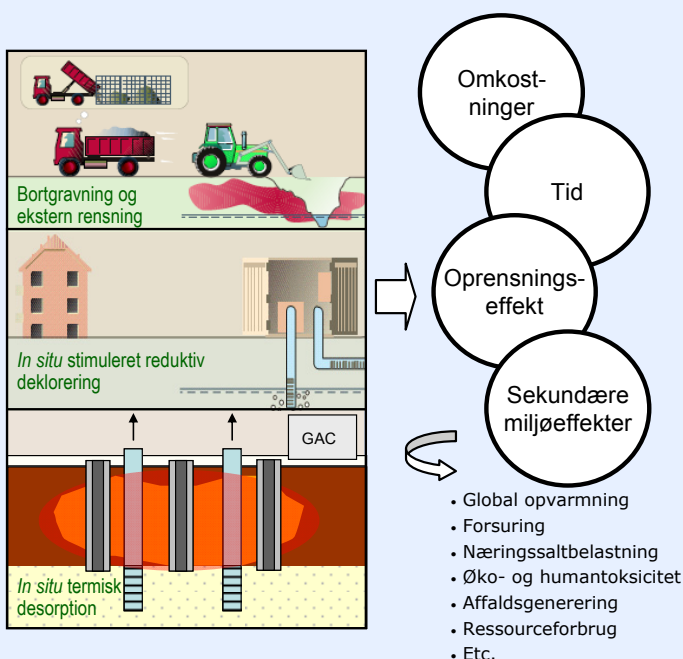 Bortgravning og
ekstern rensning
In situ stimuleret reduktiv
deklorering
GAC
In situ termisk
desorption
Omkost-
ninger
Tid
Oprensnings-
effekt
Sekundære
miljøeffekter
• Global opvarmning
• Forsuring
• Næringssaltbelastning
• Øko- og humantoksicitet
• Affaldsgenerering
• Ressourceforbrug
• Etc.